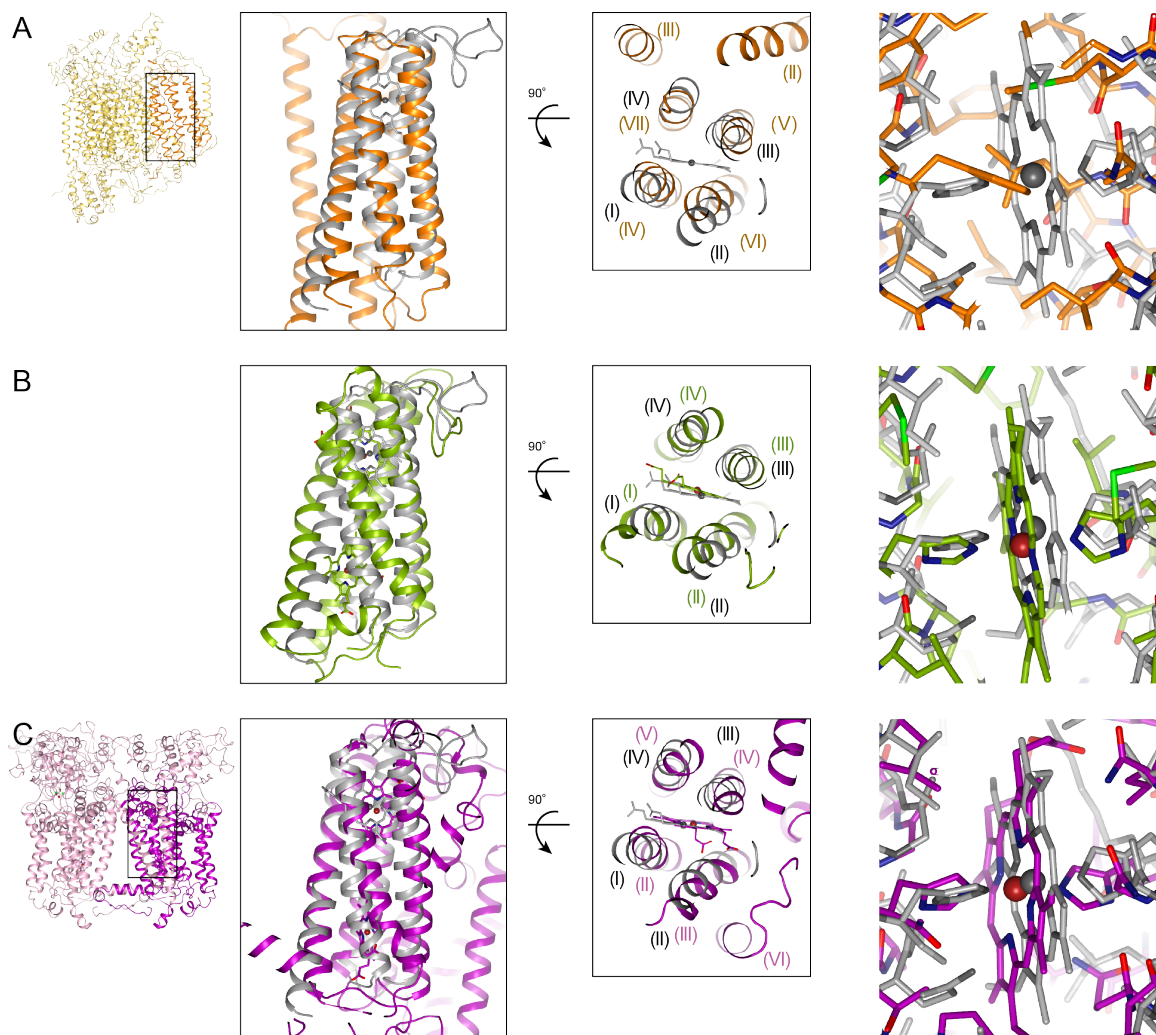 A
90°
(III)
(II)
(IV)
(VII)
(V)
(III)
(I)
(IV)
(VI)
(II)
B
90°
(IV) (IV)
(III)
(III)
(I) (I)
(II) (II)
C
90°
(V) (III)
(IV) (IV)
(I)
(II)
(II) (III)
(VI)